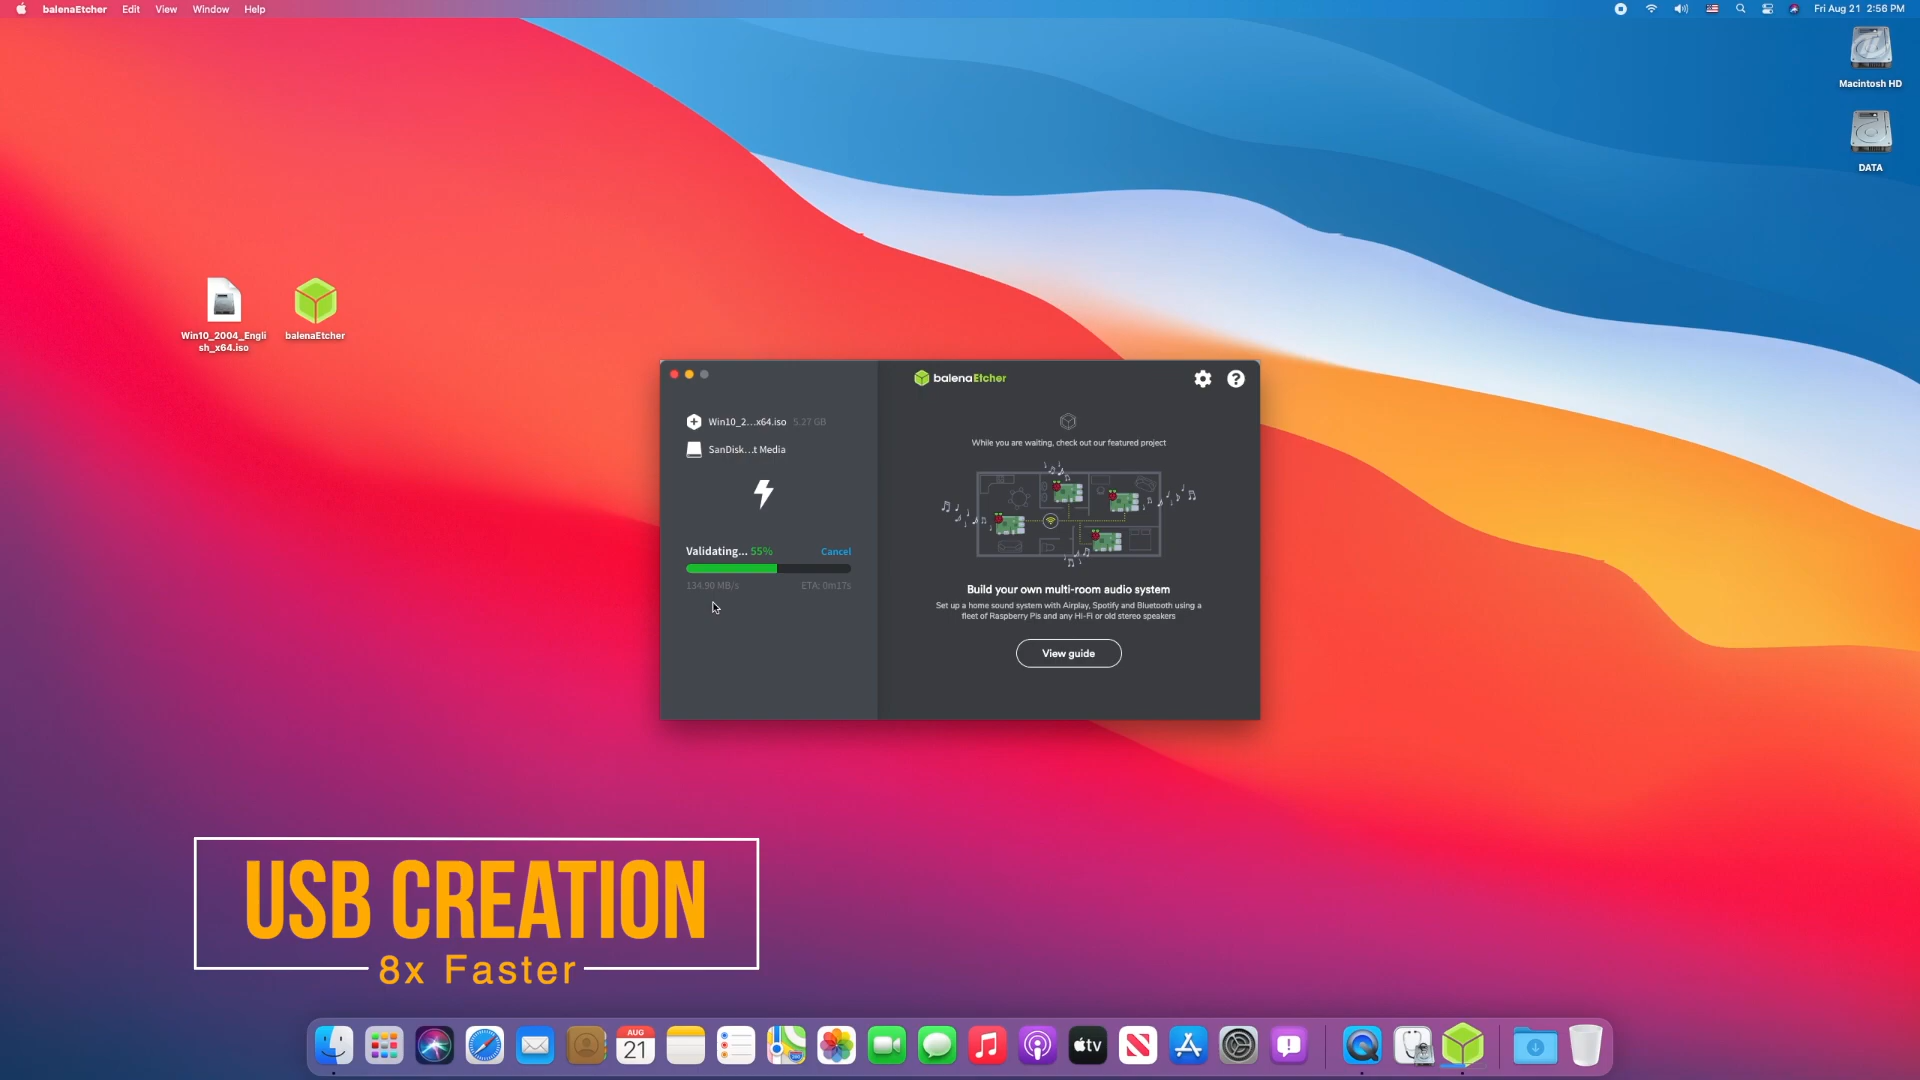 balenaEtcher Edit View Window Help
Fri Aug 21 2:56 PM
Macintosh HD
DATA
Win10_2004_Engli
sh_x64.iso
balenaEtcher
balenaEtcher
Win10_2...x64.iso 5.27 GB
SanDisk...t Media
Validating... 55% Cancel
134.90 MB/s ETA: 0m17s
While you are waiting, check out our featured project
Build your own multi-room audio system
Set up a home sound system with Airplay, Spotify and Bluetooth using a
fleet of Raspberry Pis and any Hi-Fi or old stereo speakers
View guide
USB CREATION
8x Faster
AUG
21
tv